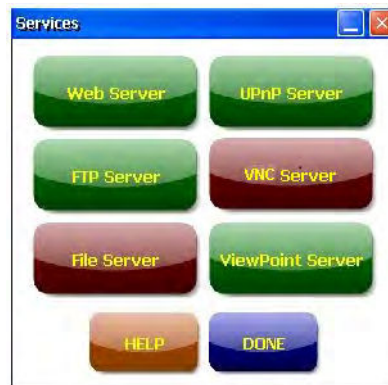 Services
Web Server
UPnP Server
FTP Server
VNC Server
File Server
ViewPoint Server
HELP
DONE